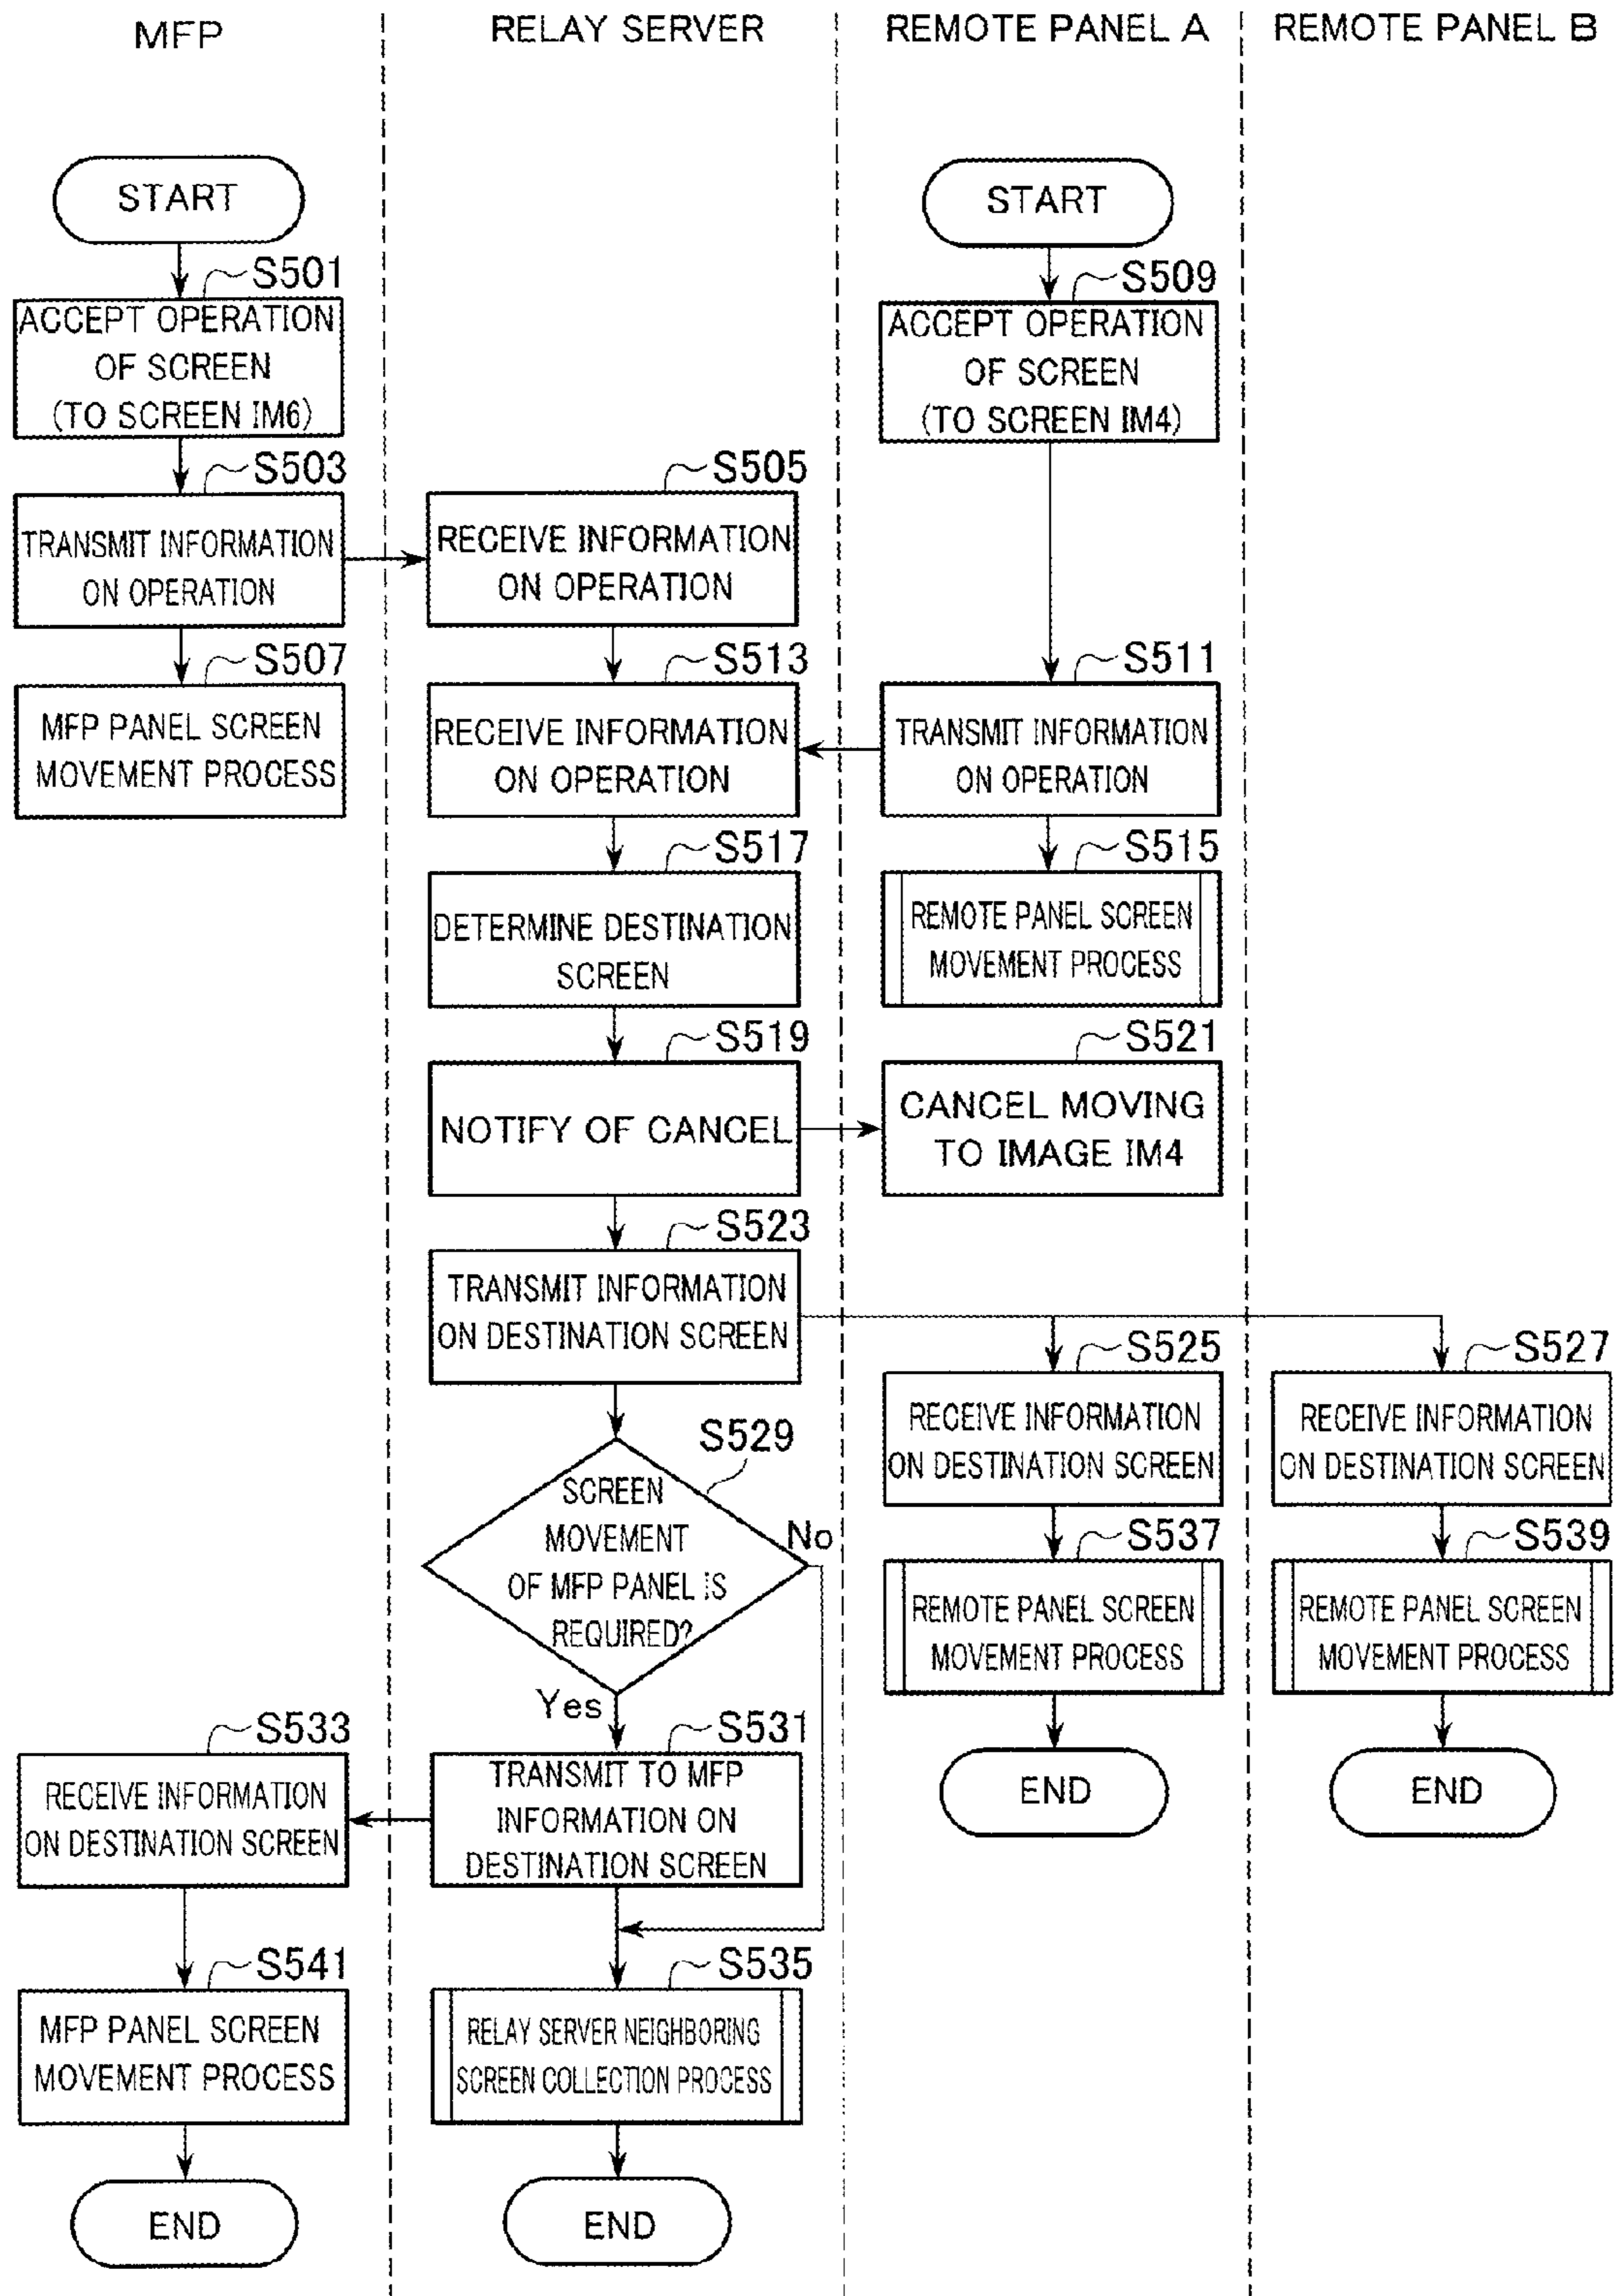 MFP
RELAY SERVER
REMOTE PANEL A
REMOTE PANEL B
START
START
S501
ACCEPT OPERATION
OF SCREEN
(TO SCREEN IM6)
S509
ACCEPT OPERATION
OF SCREEN
(TO SCREEN IM4)
S503
TRANSMIT INFORMATION
ON OPERATION
S505
RECEIVE INFORMATION
ON OPERATION
S507
MFP PANEL SCREEN
MOVEMENT PROCESS
S513
RECEIVE INFORMATION
ON OPERATION
S511
TRANSMIT INFORMATION
ON OPERATION
S517
DETERMINE DESTINATION
SCREEN
S515
REMOTE PANEL SCREEN
MOVEMENT PROCESS
S519
NOTIFY OF CANCEL
S521
CANCEL MOVING
TO IMAGE IM4
S523
TRANSMIT INFORMATION
ON DESTINATION SCREEN
S525
RECEIVE INFORMATION
ON DESTINATION SCREEN
S527
RECEIVE INFORMATION
ON DESTINATION SCREEN
S529
SCREEN
MOVEMENT
OF MFP PANEL IS
REQUIRED?
No
Yes
S537
REMOTE PANEL SCREEN
MOVEMENT PROCESS
S539
REMOTE PANEL SCREEN
MOVEMENT PROCESS
END
END
S533
RECEIVE INFORMATION
ON DESTINATION SCREEN
S531
TRANSMIT TO MFP
INFORMATION ON
DESTINATION SCREEN
S541
MFP PANEL SCREEN
MOVEMENT PROCESS
S535
RELAY SERVER NEIGHBORING
SCREEN COLLECTION PROCESS
END
END